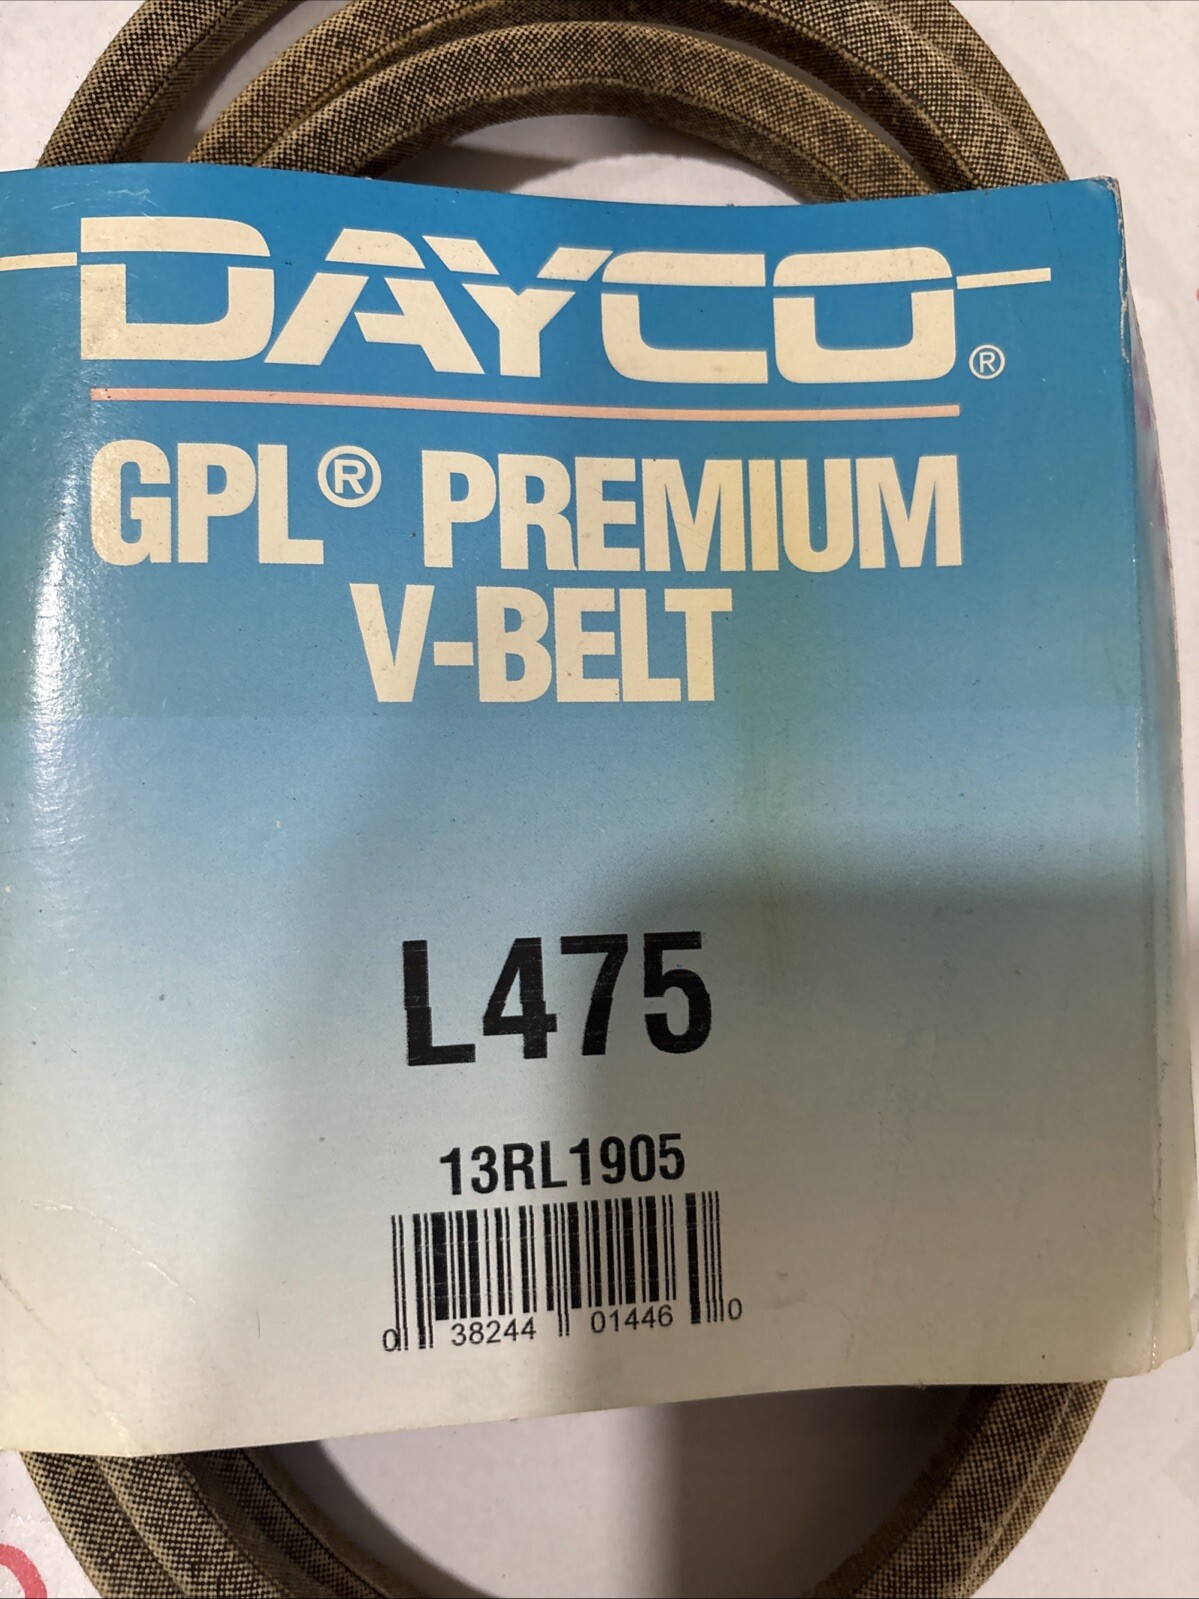 DAYCO®
GPL® PREMIUM
V-BELT
L475
13RL1905
0 38244 01446 0